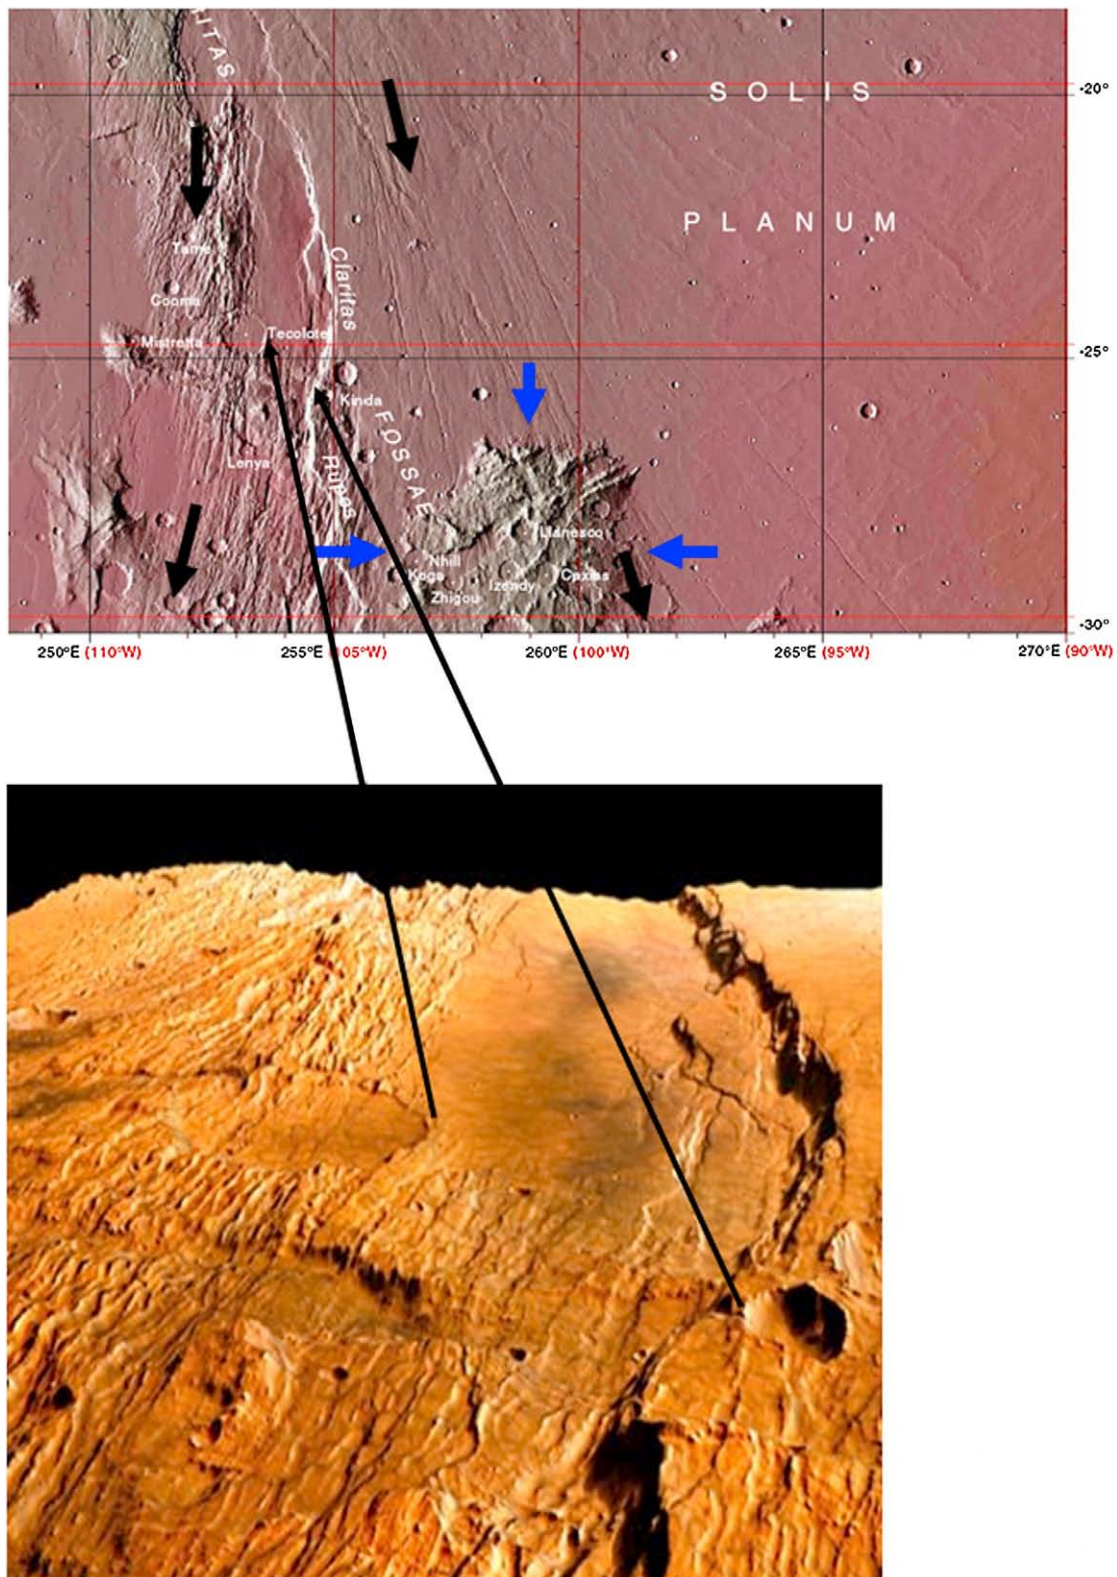 ITAS
SOLIS
-20°
PLANUM
Tame
Claritas
Cooma
Tecolote
Mistretta
-25°
Kinda
FOSSAE
Lenya
Rupes
Llanesco
Nhill
Koga
Izendy
Caxias
Zhigou
-30°
250°E (110°W)
255°E (105°W)
260°E (100°W)
265°E (95°W)
270°E (90°W)